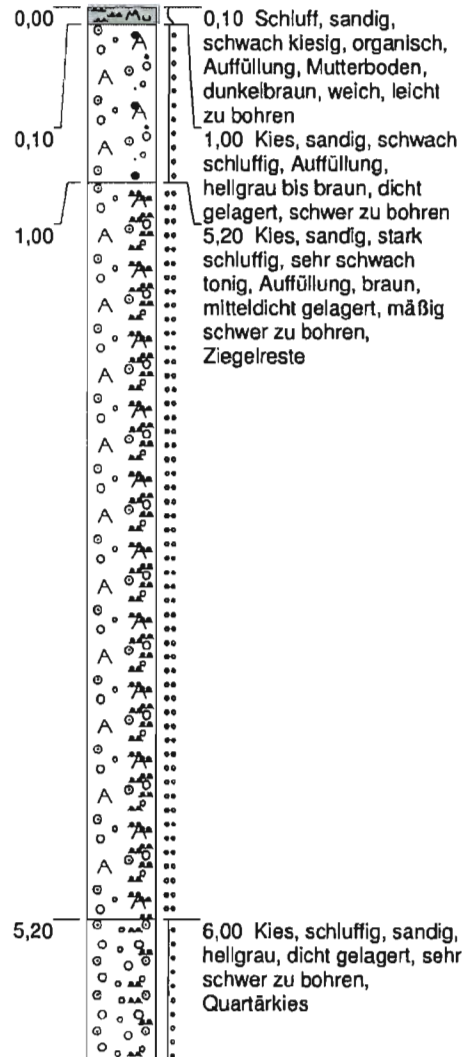 0,00
0,10 Schluff, sandig,
schwach kiesig, organisch,
Auffüllung, Mutterboden,
dunkelbraun, weich, leicht
zu bohren
0,10
1,00 Kies, sandig, schwach
schluffig, Auffüllung,
hellgrau bis braun, dicht
gelagert, schwer zu bohren
1,00
5,20 Kies, sandig, stark
schluffig, sehr schwach
tonig, Auffüllung, braun,
mitteldicht gelagert, mäßig
schwer zu bohren,
Ziegelreste
5,20
6,00 Kies, schluffig, sandig,
hellgrau, dicht gelagert, sehr
schwer zu bohren,
Quartärkies